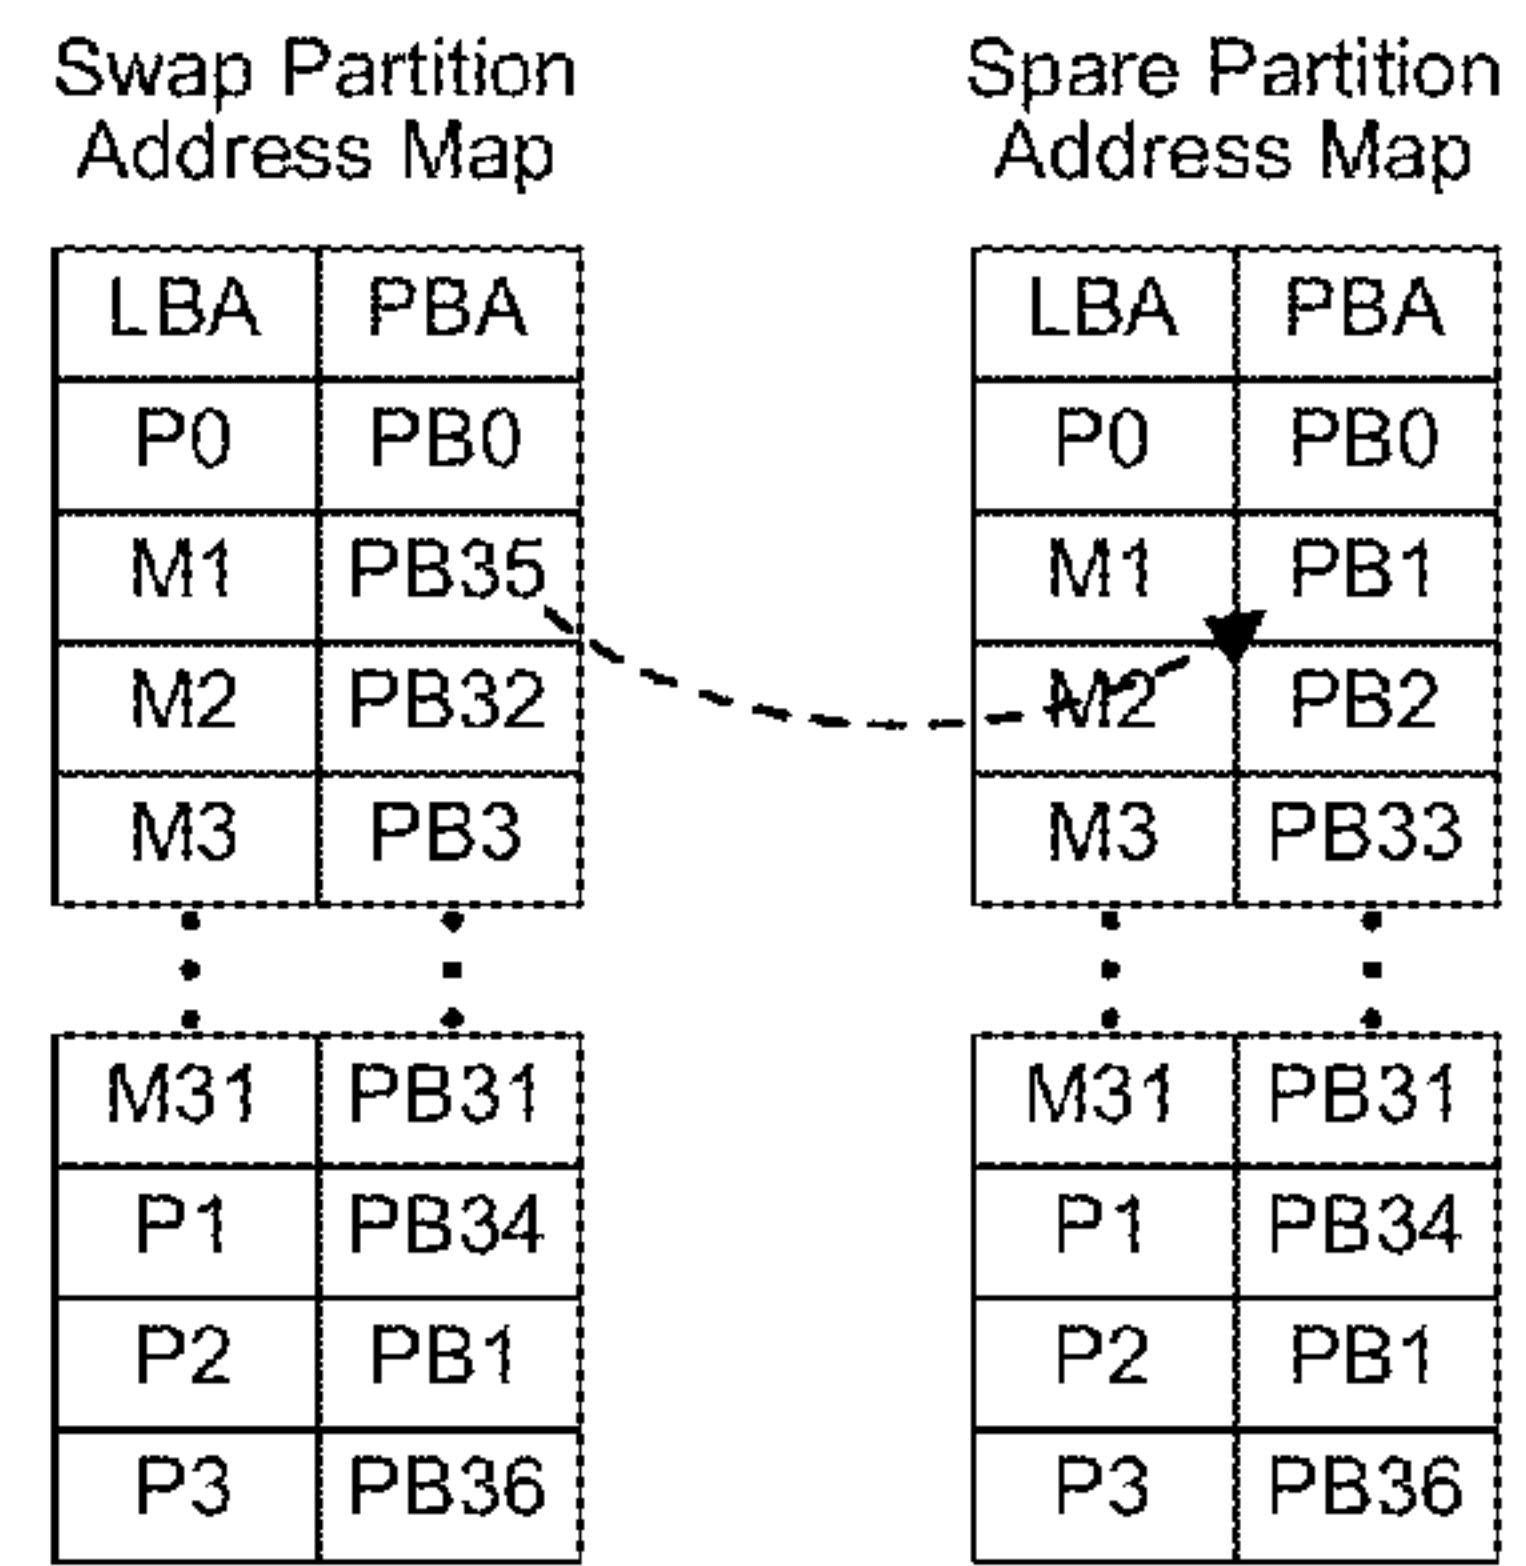 Swap Partition
Address Map
LBA PBA
P0 PB0
M1 PB35
M2 PB32
M3 PB3
M31 PB31
P1 PB34
P2 PB1
P3 PB36
Spare Partition
Address Map
LBA PBA
P0 PB0
M1 PB1
M2 PB2
M3 PB33
M31 PB31
P1 PB34
P2 PB1
P3 PB36